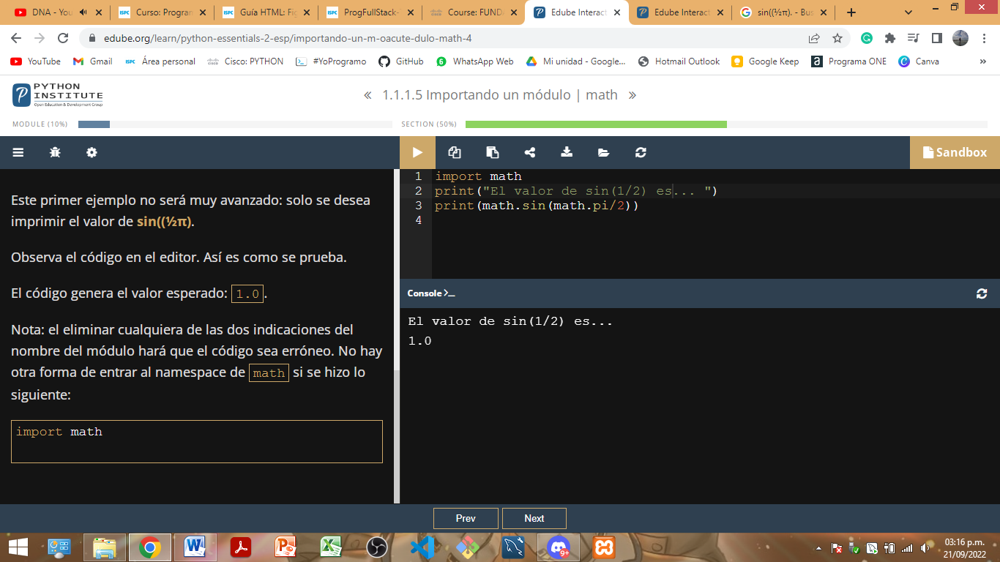 DNA - You
Curso: Progran
Guía HTML: Fig
ProgFullStack-
Course: FUND
Edube Interact
Edube Interact
sin((½π). - Bus
edube.org/learn/python-essentials-2-esp/importando-un-m-oacute-dulo-math-4
YouTube
Gmail
Área personal
Cisco: PYTHON
#YoProgramo
GitHub
WhatsApp Web
Mi unidad - Google...
Hotmail Outlook
Google Keep
Programa ONE
Canva
»
PYTHON
INSTITUTE
Open Education & Development Group
« 1.1.1.5 Importando un módulo | math »
MODULE (10%)
SECTION (50%)
Sandbox
Este primer ejemplo no será muy avanzado: solo se desea
imprimir el valor de sin((½π).
Observa el código en el editor. Así es como se prueba.
El código genera el valor esperado: 1.0.
Nota: el eliminar cualquiera de las dos indicaciones del
nombre del módulo hará que el código sea erróneo. No hay
otra forma de entrar al namespace de math si se hizo lo
siguiente:
import math
1 import math
2 print("El valor de sin(1/2) es... ")
3 print(math.sin(math.pi/2))
4
Console >_
El valor de sin(1/2) es...
1.0
Prev
Next
9+
03:16 p.m.
21/09/2022